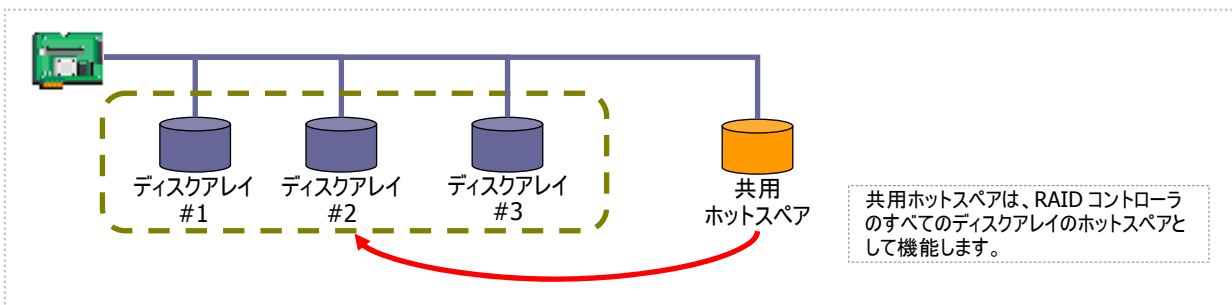 ディスクアレイ
#1
ディスクアレイ
#2
ディスクアレイ
#3
共用
ホットスペア
共用ホットスペアは、RAID コントローラ
のすべてのディスクアレイのホットスペアと
して機能します。